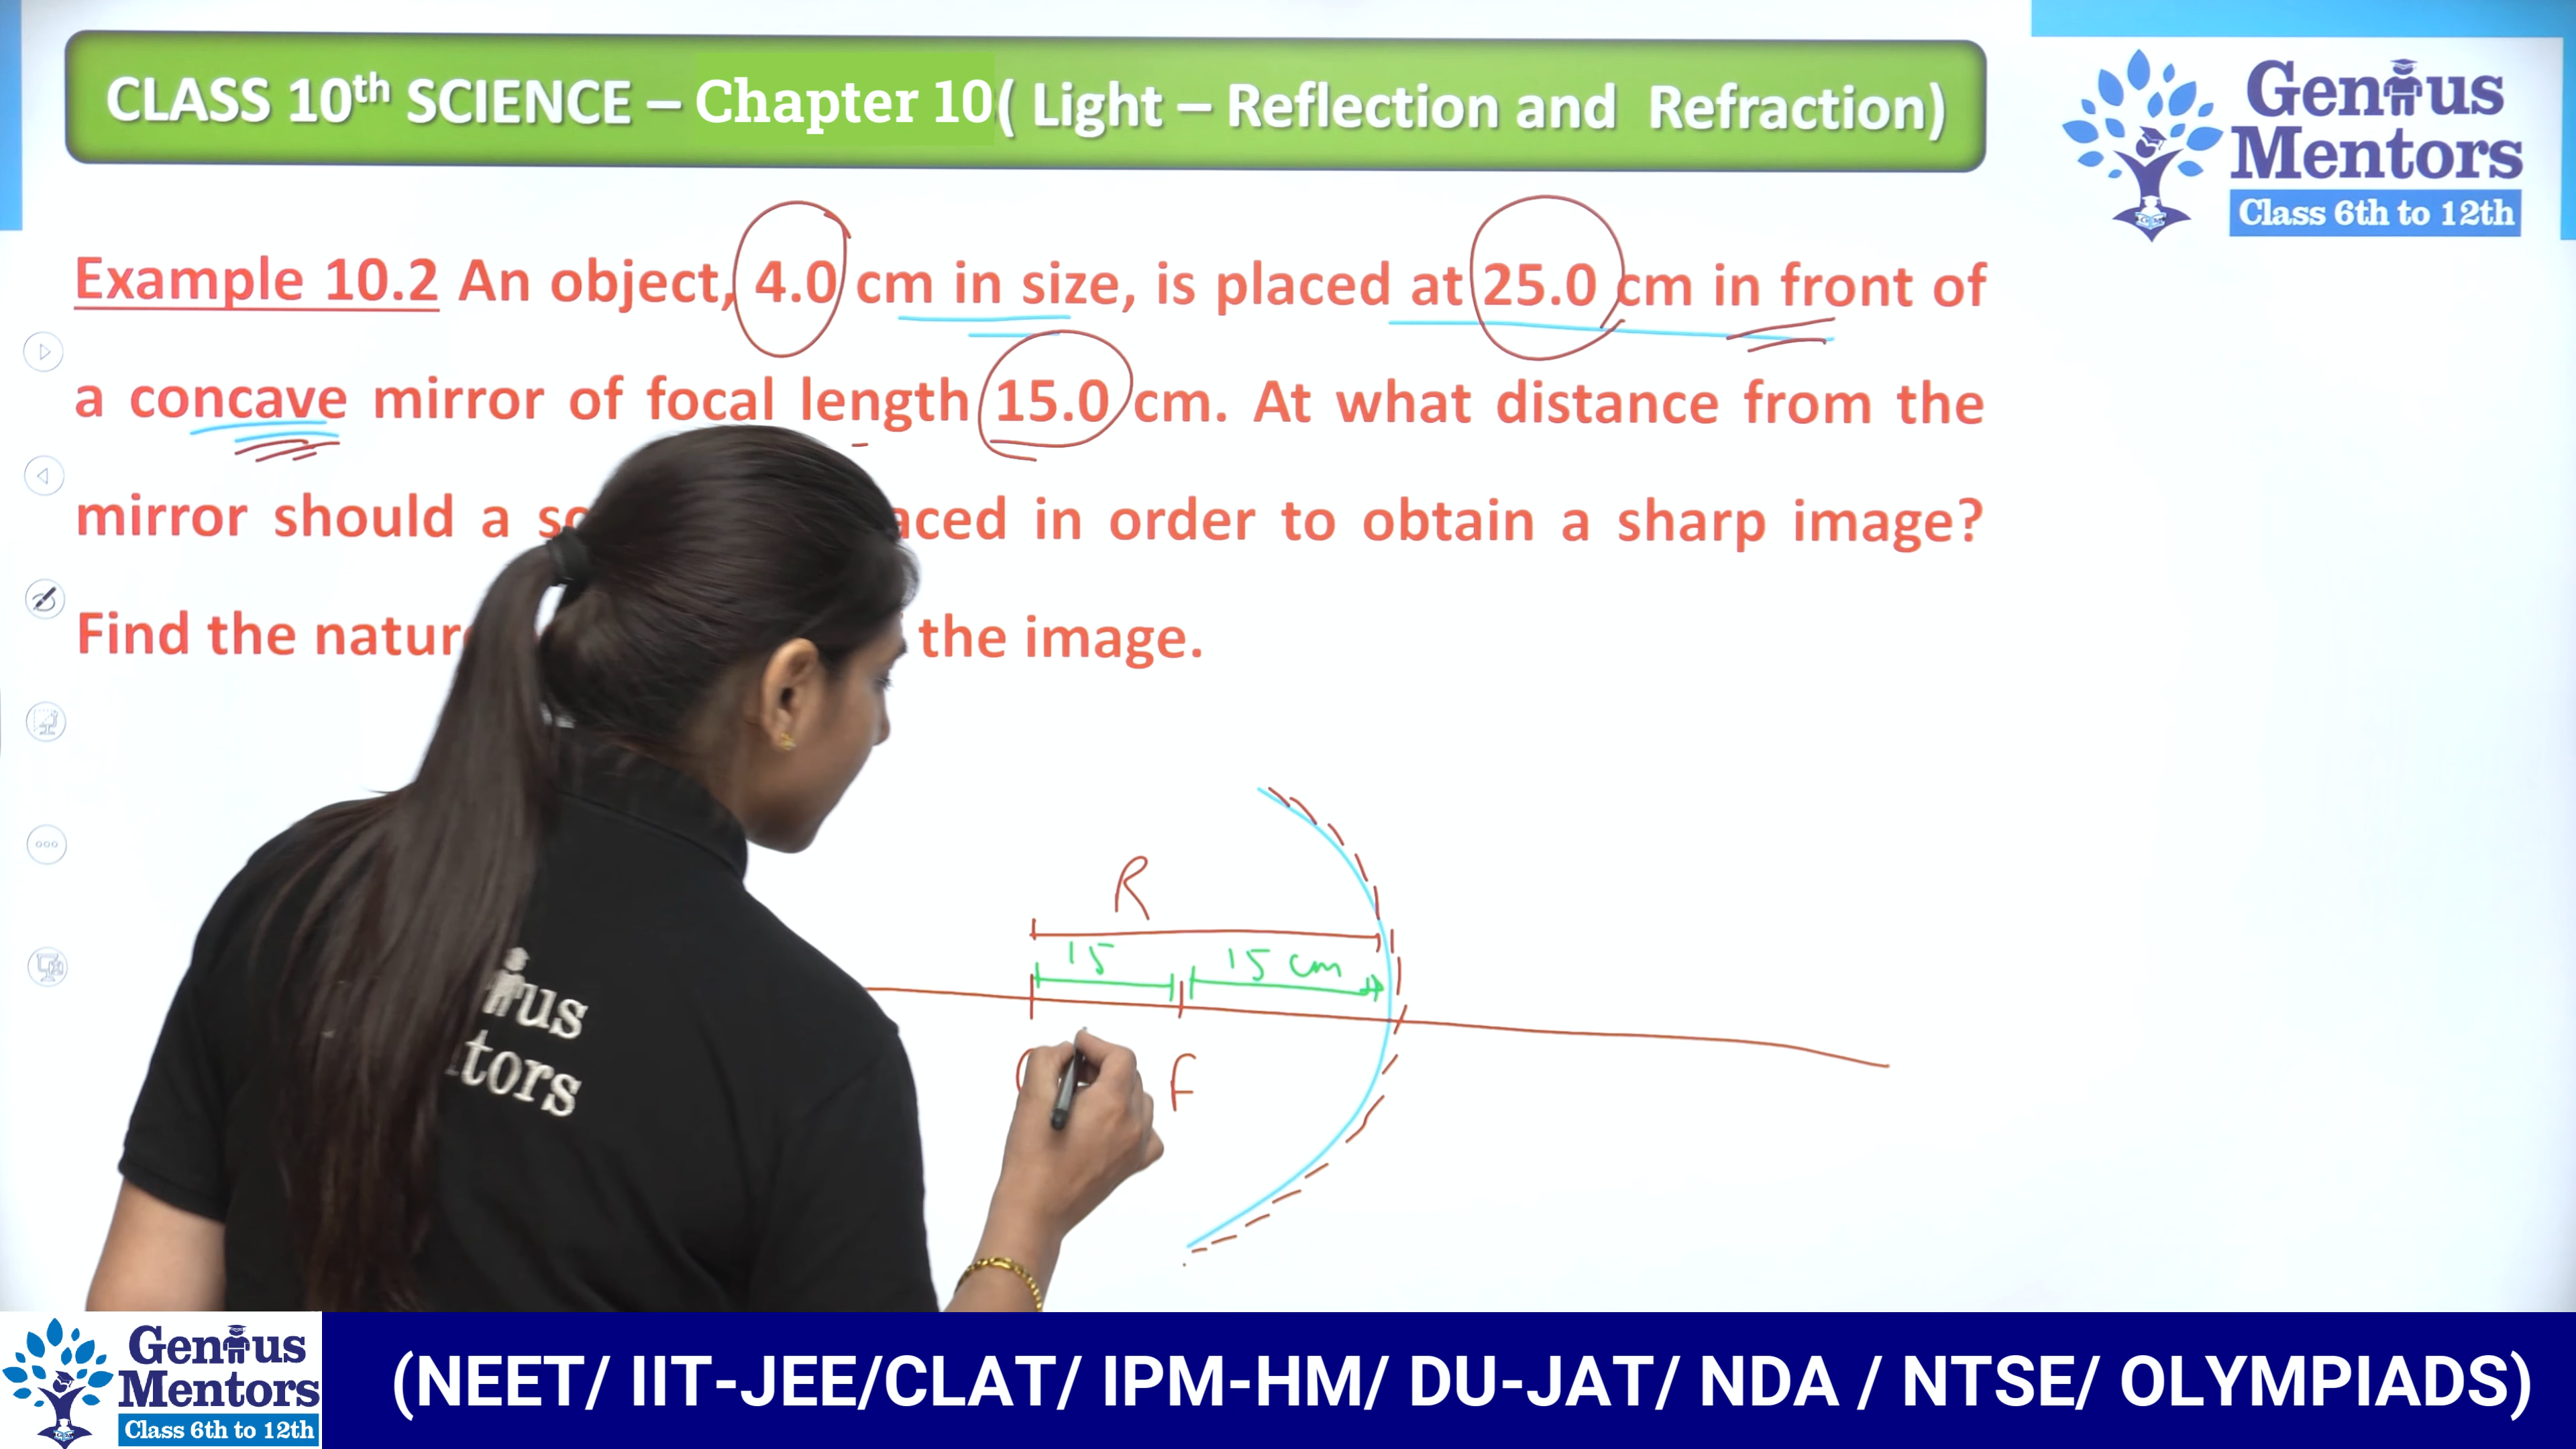 CLASS 10th SCIENCE – Chapter 10 ( Light – Reflection and Refraction)
Genius
Mentors
Class 6th to 12th
Example 10.2 An object, 4.0 cm in size, is placed at 25.0 cm in front of
a concave mirror of focal length 15.0 cm. At what distance from the
mirror should a in order to obtain a sharp image?
Find the the image.
R
15 15 cm
F
Genius
Mentors
Class 6th to 12th
(NEET/ IIT-JEE/CLAT/ IPM-HM/ DU-JAT/ NDA / NTSE/ OLYMPIADS)